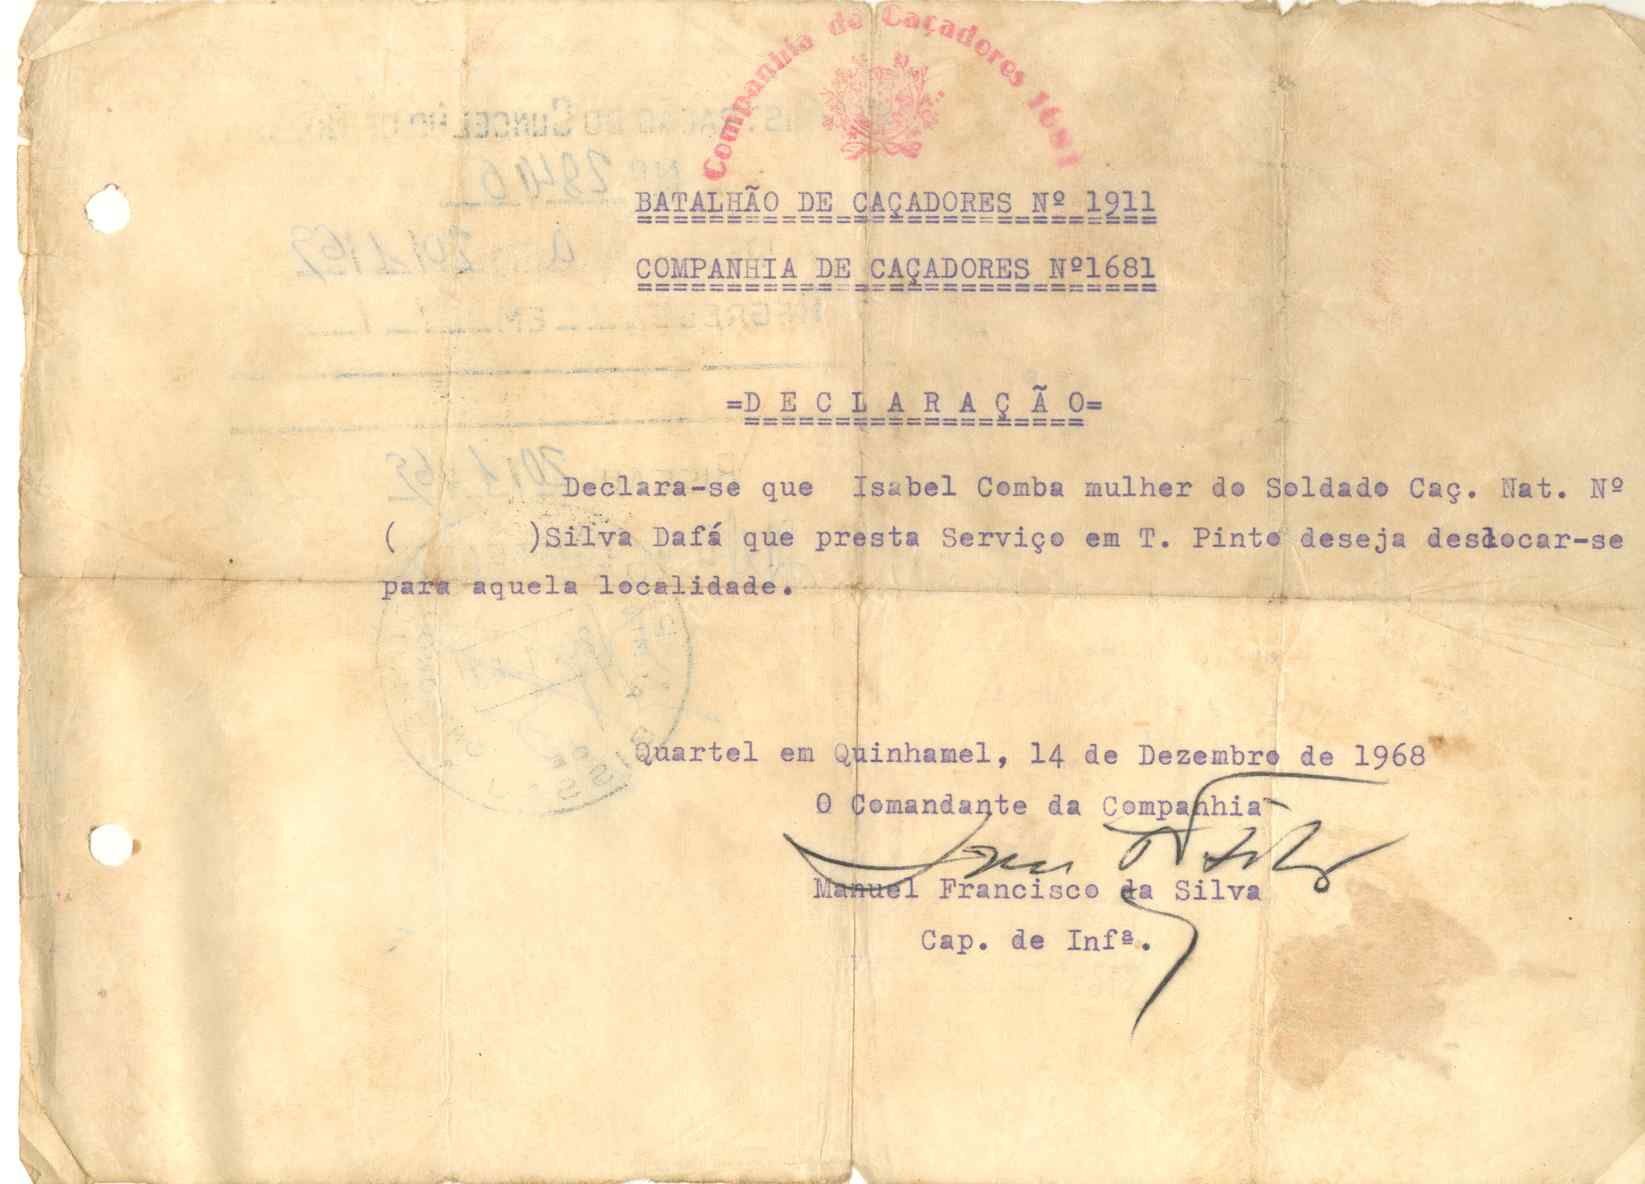 Companhia de Caçadores 1681
BATALHÃO DE CAÇADORES Nº 1911
COMPANHIA DE CAÇADORES Nº1681
=D E C L A R A Ç Ã O=
Declara-se que Isabel Comba mulher do Soldado Caç. Nat. Nº
( )Silva Dafá que presta Serviço em T. Pinto deseja deslocar-se
para aquela localidade.
Quartel em Quinhamel, 14 de Dezembro de 1968
O Comandante da Companhia
Manuel Francisco da Silva
Cap. de Infª.